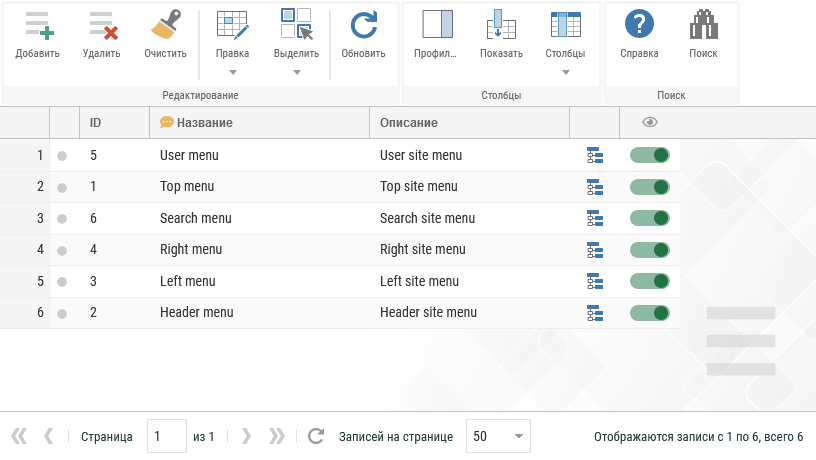 Добавить Удалить Очистить Правка Выделить Обновить Профил... Показать Столбцы Справка Поиск
Редактирование Столбцы Поиск
ID Название Описание
1 5 User menu User site menu
2 1 Top menu Top site menu
3 6 Search menu Search site menu
4 4 Right menu Right site menu
5 3 Left menu Left site menu
6 2 Header menu Header site menu
Страница 1 из 1 Записей на странице 50 Отображаются записи с 1 по 6, всего 6